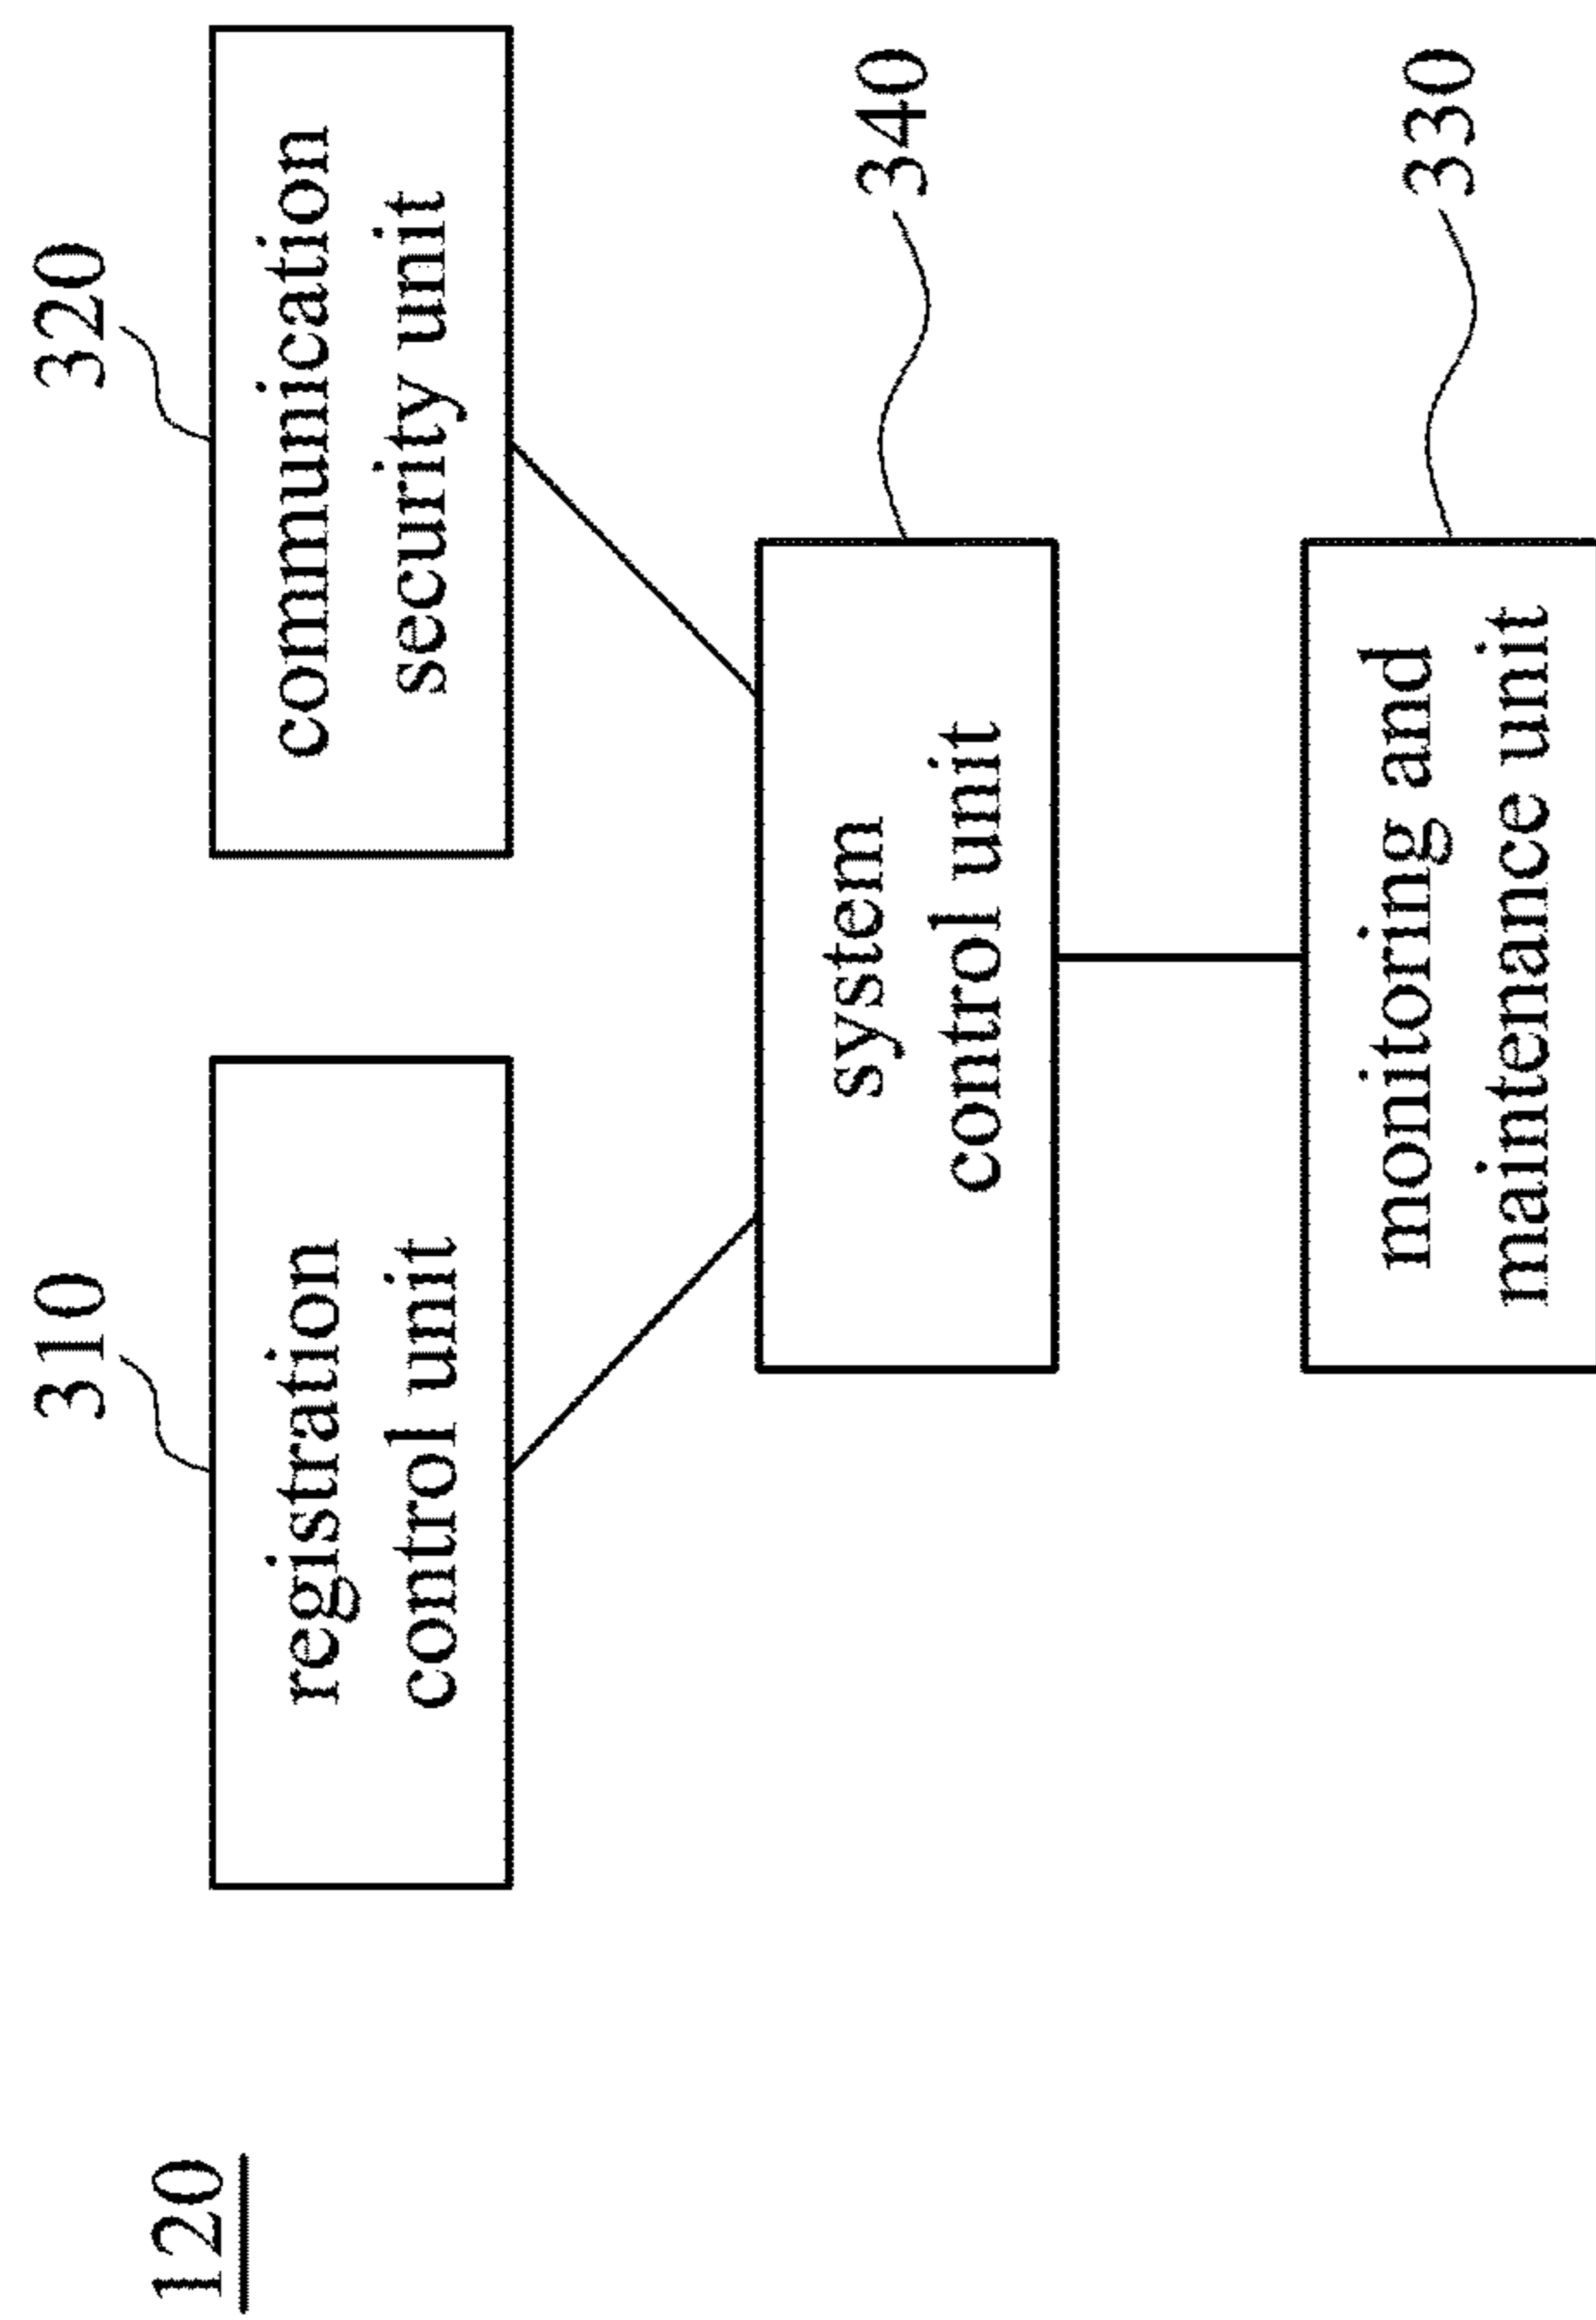 120
310
registration
control unit
320
communication
security unit
system
control unit
340
monitoring and
maintenance unit
330